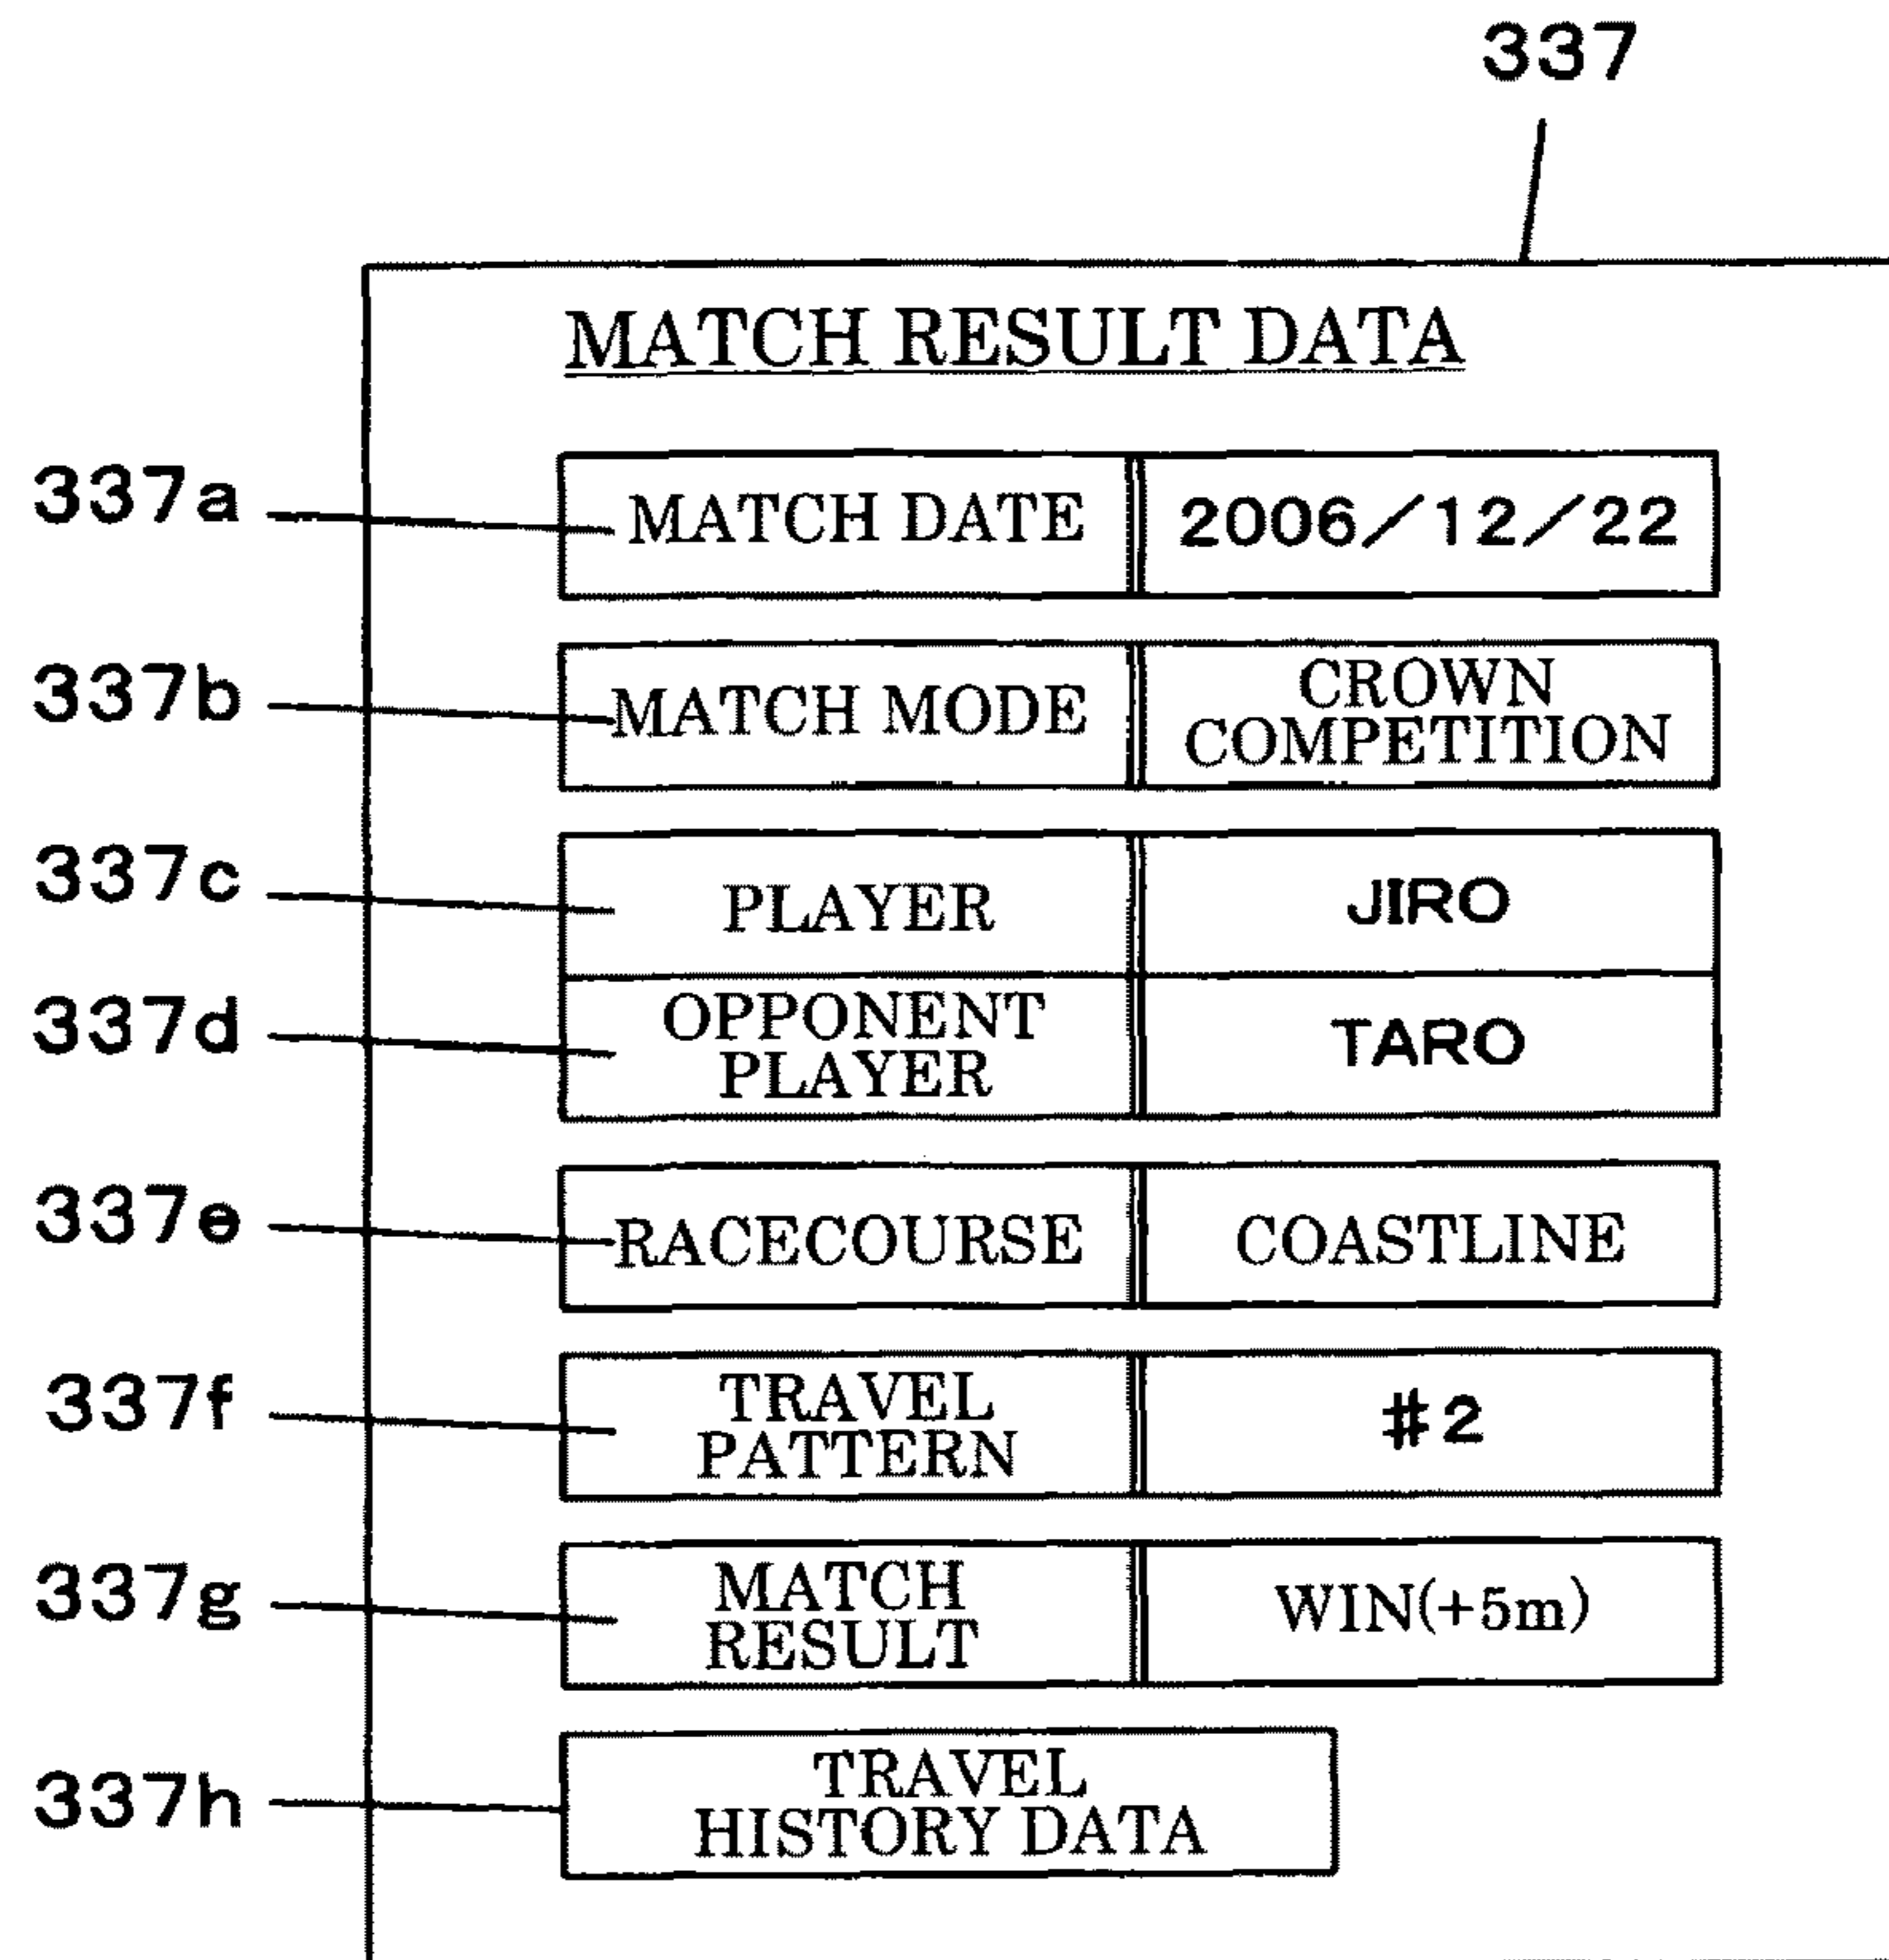 337
MATCH RESULT DATA
337a MATCH DATE 2006/12/22
337b MATCH MODE CROWN
COMPETITION
337c PLAYER JIRO
337d OPPONENT
PLAYER TARO
337e RACECOURSE COASTLINE
337f TRAVEL
PATTERN #2
337g MATCH
RESULT WIN(+5m)
337h TRAVEL
HISTORY DATA